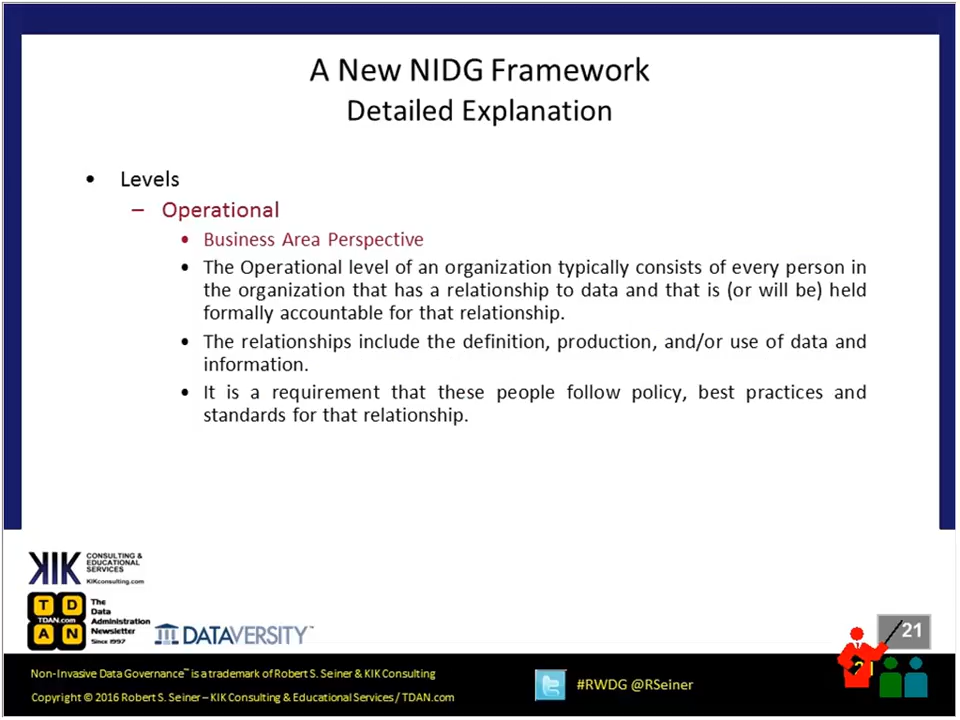 A New NIDG Framework
Detailed Explanation
• Levels
– Operational
• Business Area Perspective
• The Operational level of an organization typically consists of every person in
the organization that has a relationship to data and that is (or will be) held
formally accountable for that relationship.
• The relationships include the definition, production, and/or use of data and
information.
• It is a requirement that these people follow policy, best practices and
standards for that relationship.
KIK CONSULTING &
EDUCATIONAL
SERVICES
KIKconsulting.com
T D
TDAN.com
A N
The
Data
Administration
Newsletter
Since 1997
DATAVERSITY™
21
Non-Invasive Data Governance™ is a trademark of Robert S. Seiner & KIK Consulting
Copyright © 2016 Robert S. Seiner – KIK Consulting & Educational Services / TDAN.com
#RWDG @RSeiner